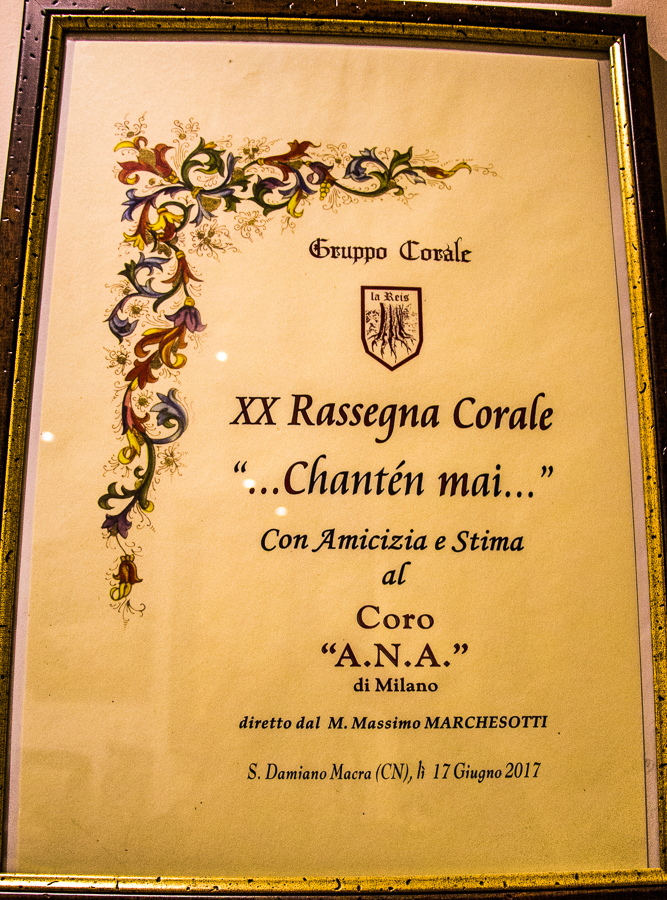 Gruppo Corale
la Reis
XX Rassegna Corale
“...Chantén mai...”
Con Amicizia e Stima
al
Coro
“A.N.A.”
di Milano
diretto dal M. Massimo MARCHESOTTI
S. Damiano Macra (CN), lì 17 Giugno 2017